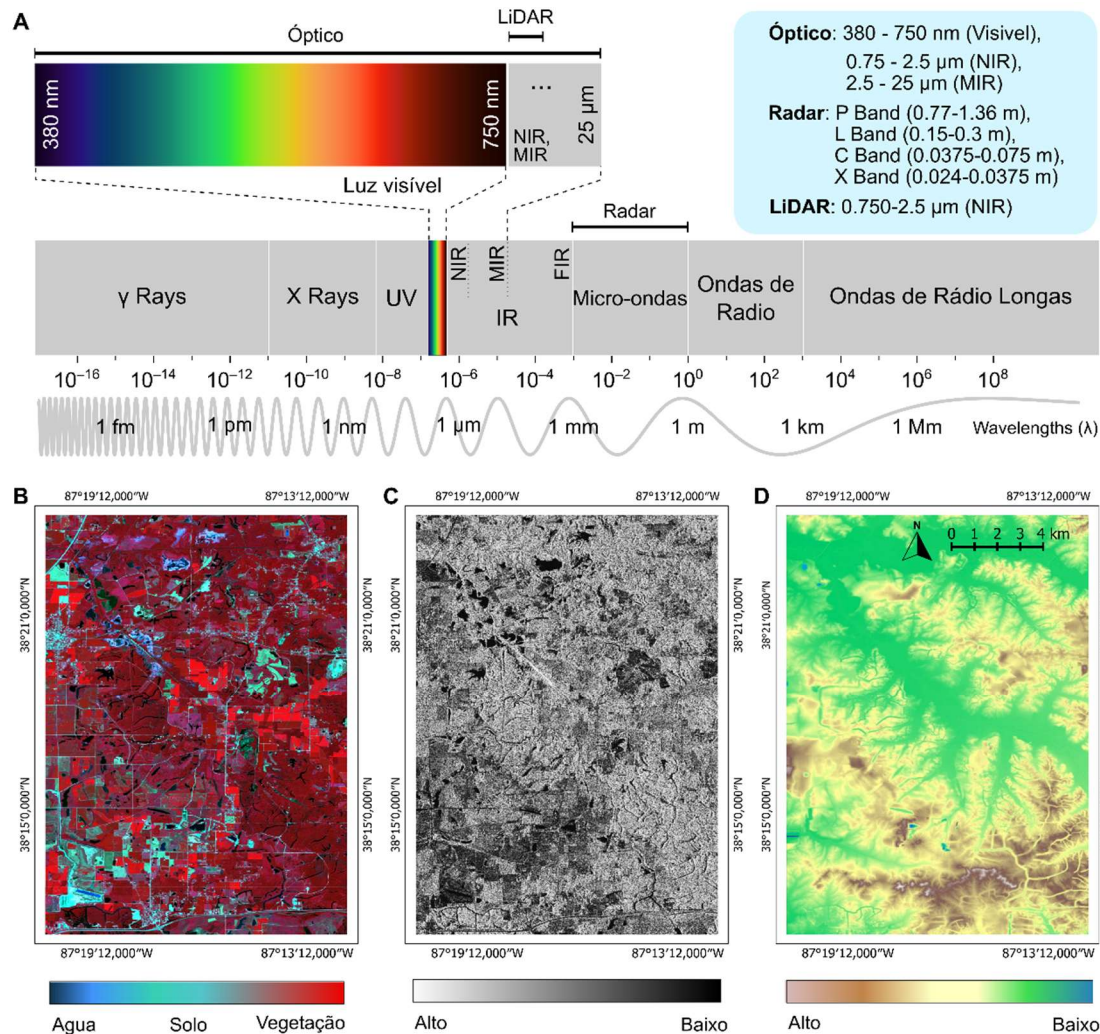 A
LiDAR
Óptico
380 nm
750 nm
...
NIR,
MIR
25 µm
Luz visível
Óptico: 380 - 750 nm (Visivel),
0.75 - 2.5 µm (NIR),
2.5 - 25 µm (MIR)
Radar: P Band (0.77-1.36 m),
L Band (0.15-0.3 m),
C Band (0.0375-0.075 m),
X Band (0.024-0.0375 m)
LiDAR: 0.750-2.5 µm (NIR)
Radar
γ Rays
X Rays
UV
NIR
MIR
FIR
IR
Micro-ondas
Ondas de
Radio
Ondas de Rádio Longas
10⁻¹⁶ 10⁻¹⁴ 10⁻¹² 10⁻¹⁰ 10⁻⁸ 10⁻⁶ 10⁻⁴ 10⁻² 10⁰ 10² 10⁴ 10⁶ 10⁸
1 fm 1 pm 1 nm 1 µm 1 mm 1 m 1 km 1 Mm Wavelengths (λ)
B
87°19'12,000"W 87°13'12,000"W
38°21'0,000"N
38°15'0,000"N
87°19'12,000"W 87°13'12,000"W
Agua Solo Vegetação
C
87°19'12,000"W 87°13'12,000"W
38°21'0,000"N
38°15'0,000"N
38°21'0,000"N
38°15'0,000"N
87°19'12,000"W 87°13'12,000"W
Alto Baixo
D
87°19'12,000"W 87°13'12,000"W
N
0 1 2 3 4 km
38°21'0,000"N
38°15'0,000"N
87°19'12,000"W 87°13'12,000"W
Alto Baixo